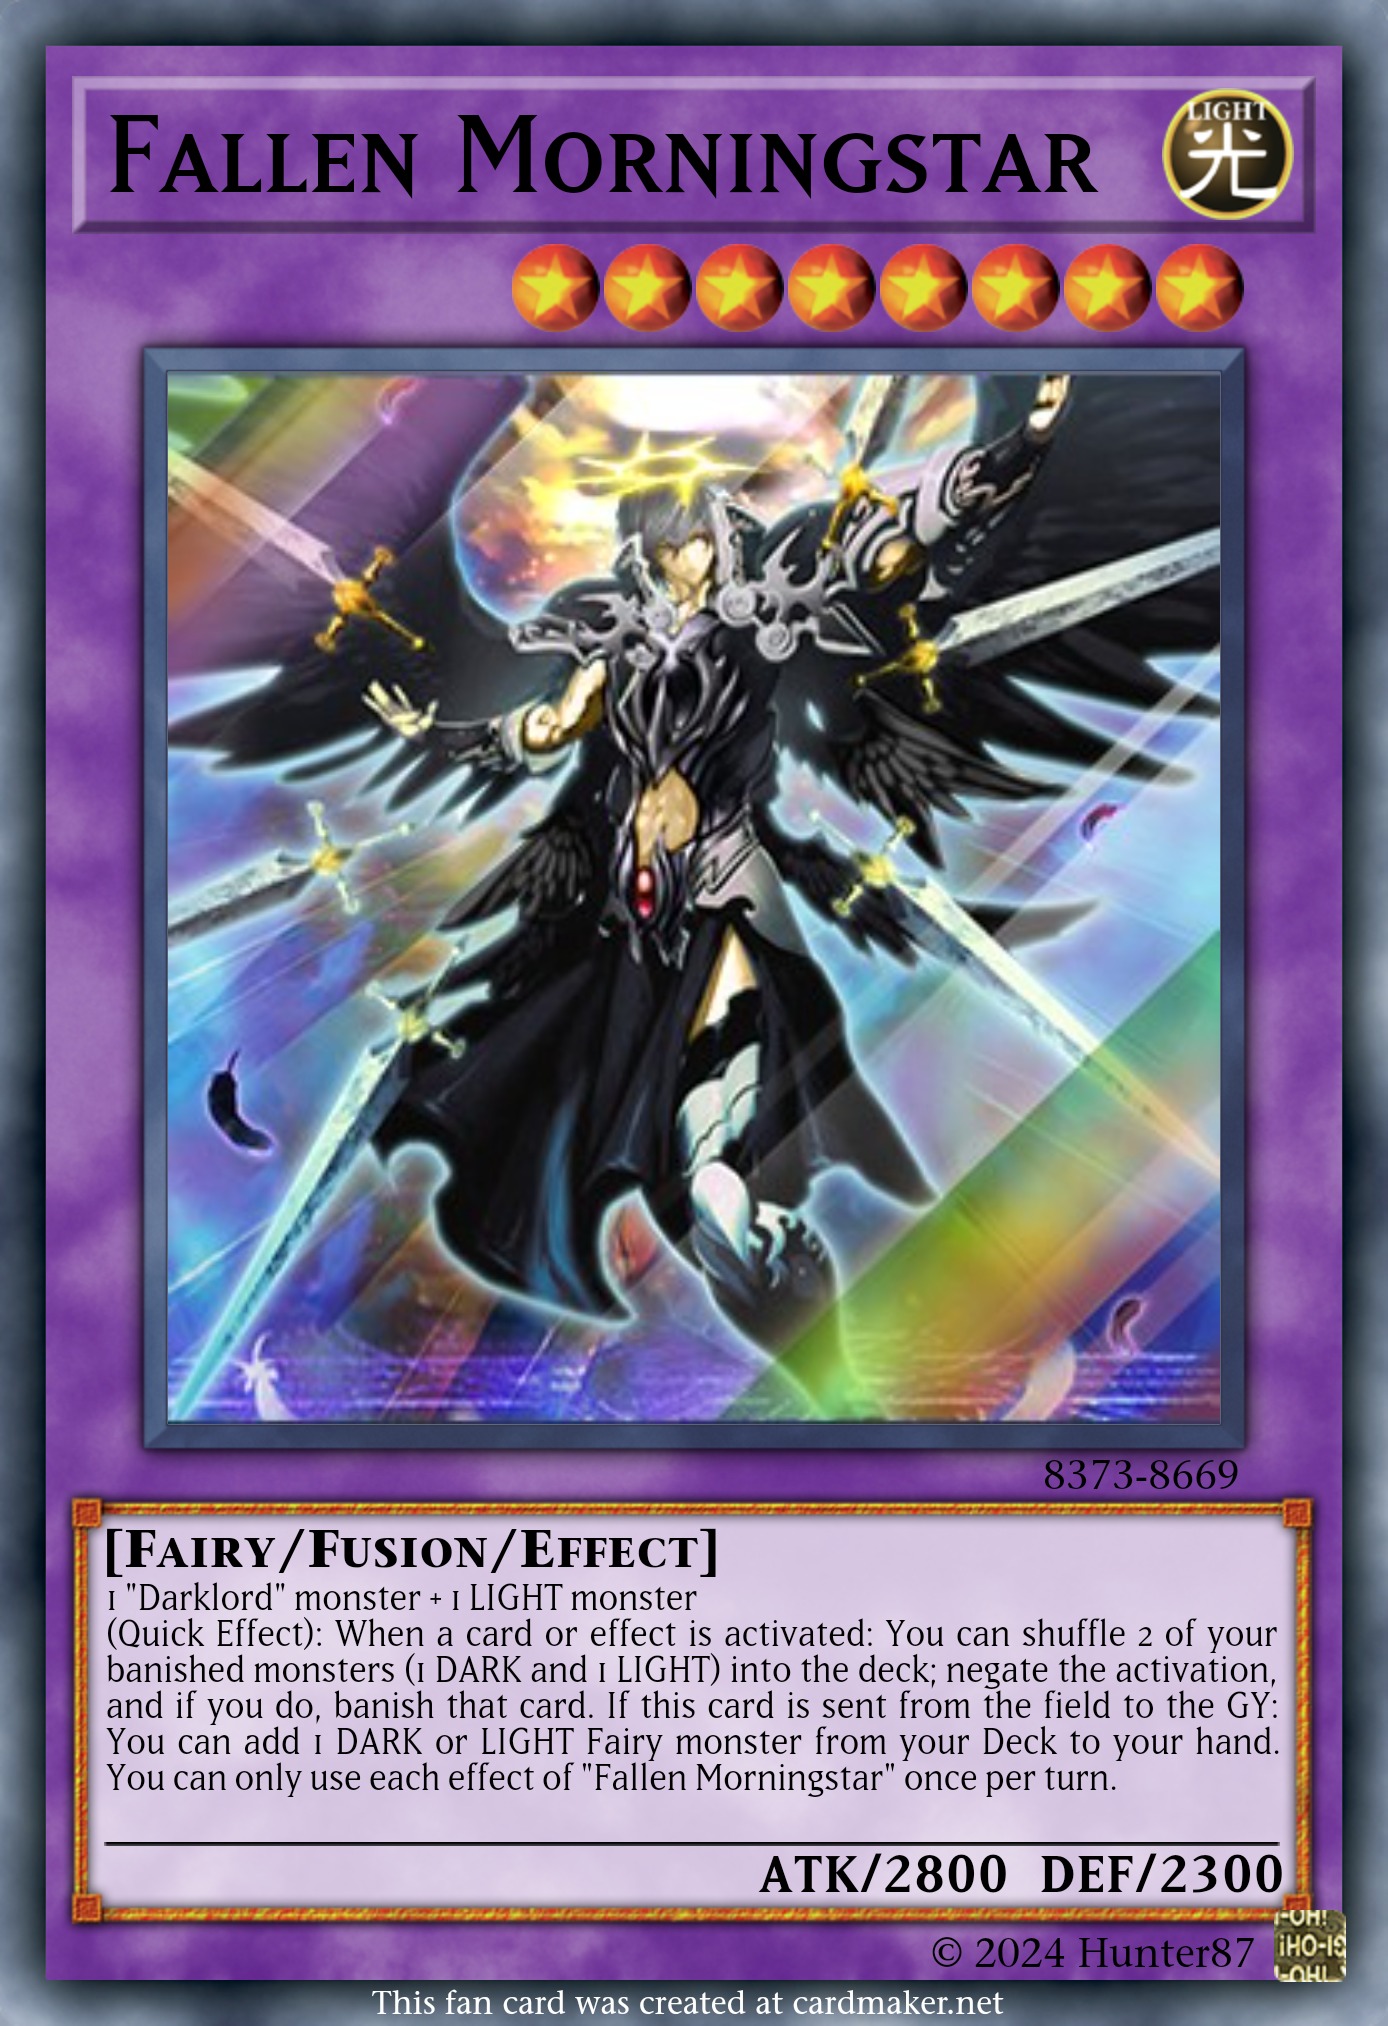 Fallen Morningstar
LIGHT
光
8373-8669
[Fairy/Fusion/Effect]
1 "Darklord" monster + 1 LIGHT monster
(Quick Effect): When a card or effect is activated: You can shuffle 2 of your
banished monsters (1 DARK and 1 LIGHT) into the deck; negate the activation,
and if you do, banish that card. If this card is sent from the field to the GY:
You can add 1 DARK or LIGHT Fairy monster from your Deck to your hand.
You can only use each effect of "Fallen Morningstar" once per turn.
ATK/2800 DEF/2300
© 2024 Hunter87
This fan card was created at cardmaker.net